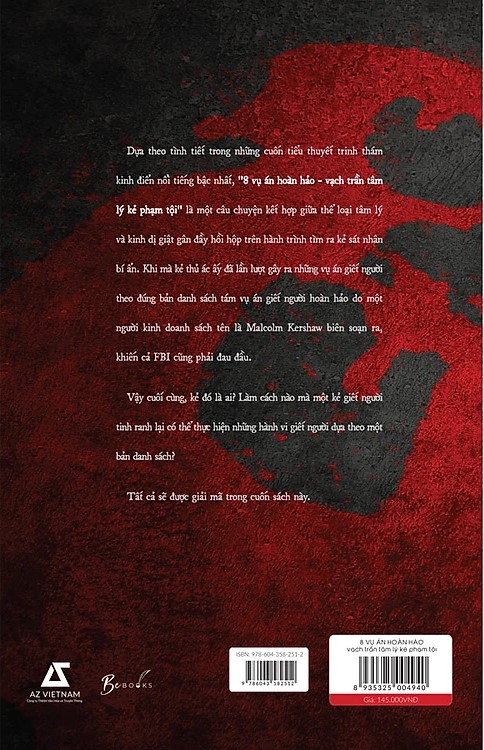 Dựa theo tình tiết trong những cuốn tiểu thuyết trinh thám
kinh điển nổi tiếng bậc nhất, "8 vụ án hoàn hảo - vạch trần tâm
lý kẻ phạm tội" là một câu chuyện kết hợp giữa thể loại tâm lý
và kinh dị giật gân đầy hồi hộp trên hành trình tìm ra kẻ sát nhân
bí ẩn. Khi mà kẻ thủ ác ấy đã lần lượt gây ra những vụ án giết người
theo đúng bản danh sách tám vụ án giết người hoàn hảo do một
người kinh doanh sách tên là Malcolm Kershaw biên soạn ra,
khiến cả FBI cũng phải đau đầu.
Vậy cuối cùng, kẻ đó là ai? Làm cách nào mà một kẻ giết người
tinh ranh lại có thể thực hiện những hành vi giết người dựa theo một
bản danh sách?
Tất cả sẽ được giải mã trong cuốn sách này.
AZ VIETNAM
Công ty TNHH Văn Hóa và Truyền Thông
BeBOOKS
ISBN: 978-604-358-251-2
9 786043 582512
8 VỤ ÁN HOÀN HẢO
vạch trần tâm lý kẻ phạm tội
8 935325 004940
Giá: 145.000VNĐ